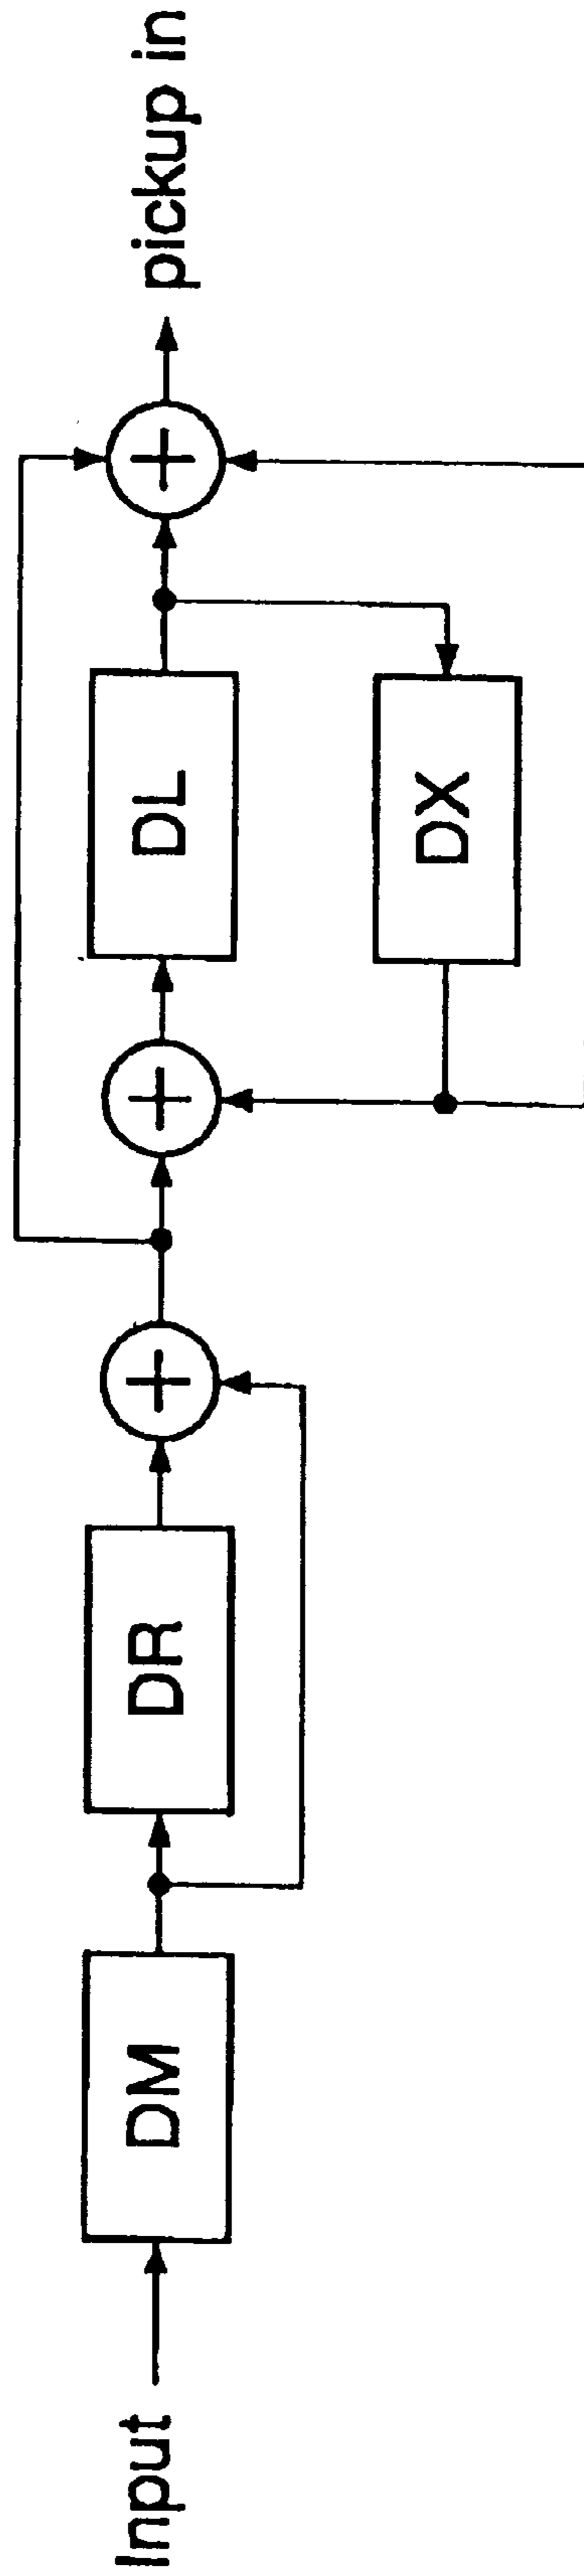 Input
DM
DR
+
+
DL
DX
+
pickup in